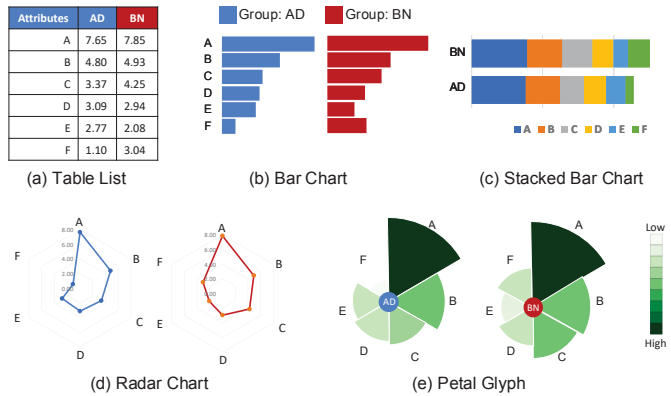 Attributes AD BN
A 7.65 7.85
B 4.80 4.93
C 3.37 4.25
D 3.09 2.94
E 2.77 2.08
F 1.10 3.04
(a) Table List
Group: AD
Group: BN
A
B
C
D
E
F
(b) Bar Chart
BN
AD
A B C D E F
(c) Stacked Bar Chart
A
B
C
D
E
F
8.00
6.00
4.00
2.00
0.00
A
B
C
D
E
F
8.00
6.00
4.00
2.00
0.00
(d) Radar Chart
A
B
C
D
E
F
AD
A
B
C
D
E
F
BN
Low
High
(e) Petal Glyph